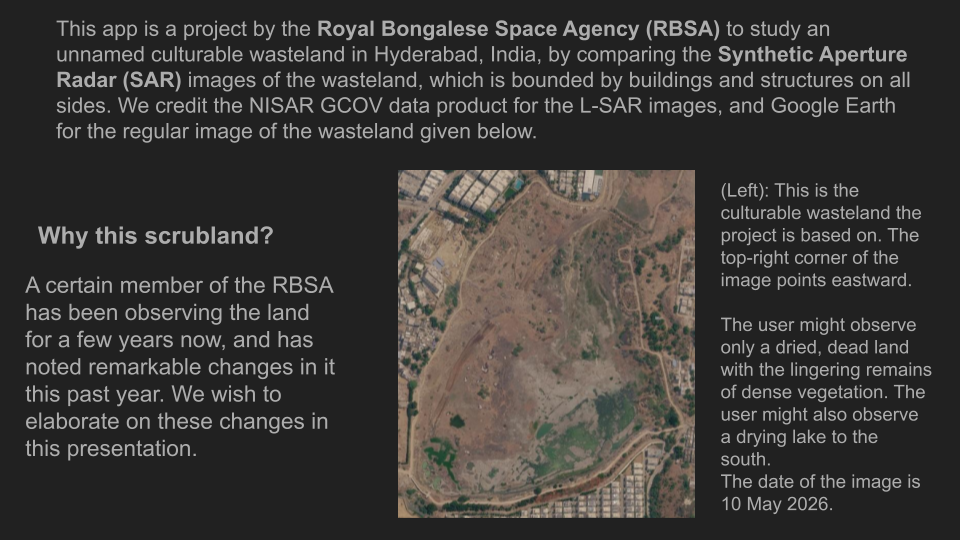 This app is a project by the Royal Bongalese Space Agency (RBSA) to study an
unnamed culturable wasteland in Hyderabad, India, by comparing the Synthetic Aperture
Radar (SAR) images of the wasteland, which is bounded by buildings and structures on all
sides. We credit the NISAR GCOV data product for the L-SAR images, and Google Earth
for the regular image of the wasteland given below.
Why this scrubland?
A certain member of the RBSA
has been observing the land
for a few years now, and has
noted remarkable changes in it
this past year. We wish to
elaborate on these changes in
this presentation.
(Left): This is the
culturable wasteland the
project is based on. The
top-right corner of the
image points eastward.
The user might observe
only a dried, dead land
with the lingering remains
of dense vegetation. The
user might also observe
a drying lake to the
south.
The date of the image is
10 May 2026.